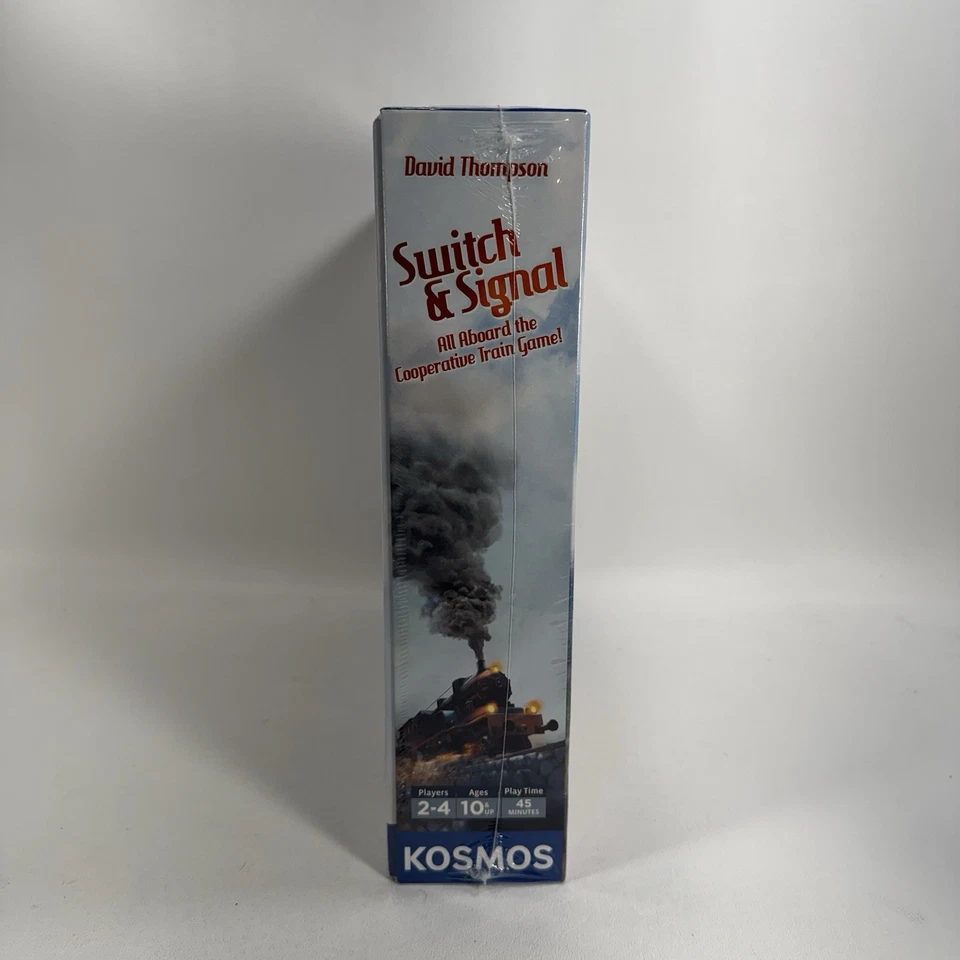 David Thompson
Switch
& Signal
All Aboard the
Cooperative Train Game!
Players Ages Play Time
2-4 10 & UP 45 MINUTES
KOSMOS